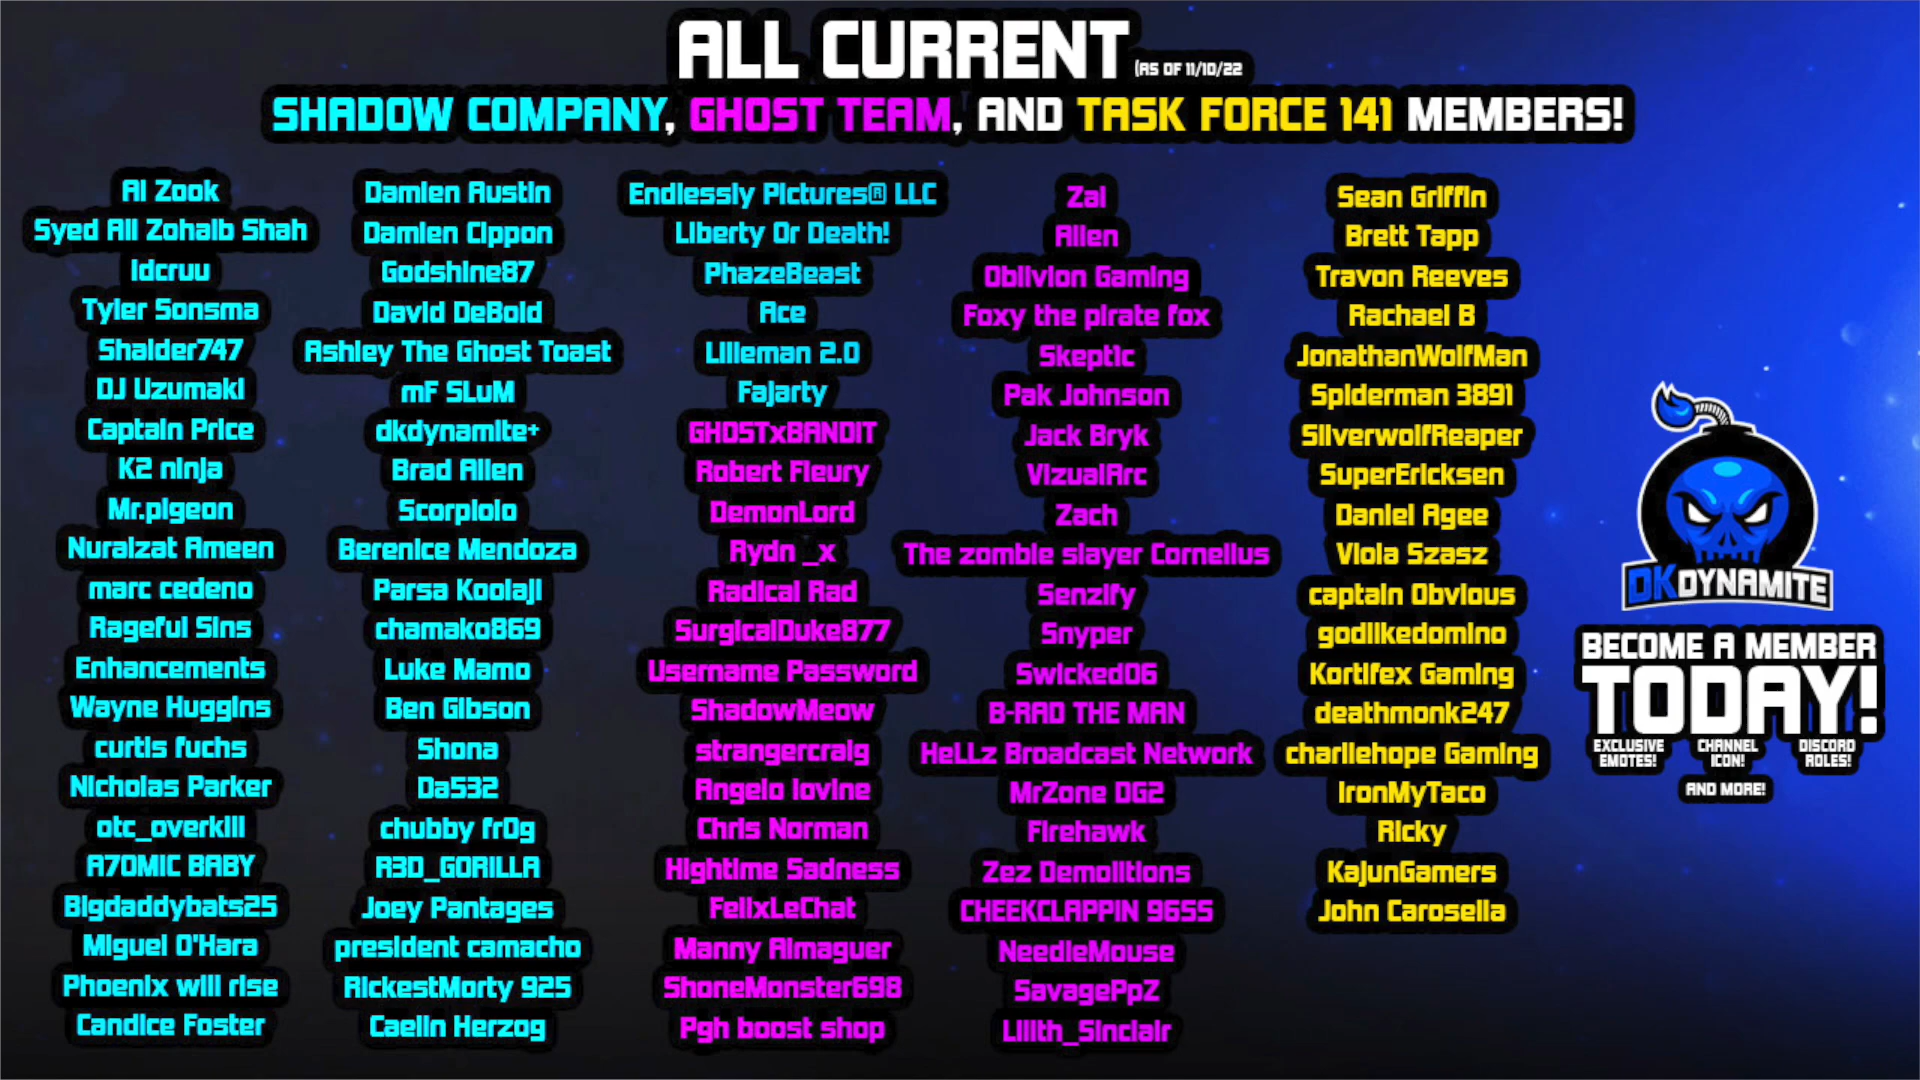 ALL CURRENT (AS OF 11/10/22
SHADOW COMPANY, GHOST TEAM, AND TASK FORCE 141 MEMBERS!
Al Zook
Syed Ali Zohaib Shah
idcruu
Tyler Sonsma
Shaider747
DJ Uzumaki
Captain Price
K2 ninja
Mr.pigeon
Nuraizat Ameen
marc cedeno
Rageful Sins
Enhancements
Wayne Huggins
curtis fuchs
Nicholas Parker
otc_overkill
A70MIC BABY
Bigdaddybats25
Miguel O'Hara
Phoenix will rise
Candice Foster
Damien Austin
Damien Cippon
Godshine87
David DeBold
Ashley The Ghost Toast
mF SLuM
dkdynamite+
Brad Allen
Scorpiolo
Berenice Mendoza
Parsa Koolaji
chamako869
Luke Mamo
Ben Gibson
Shona
Da532
chubby fr0g
R3D_GORILLA
Joey Pantages
president camacho
RickestMorty 925
Caelin Herzog
Endlessly Pictures® LLC
Liberty Or Death!
PhazeBeast
Ace
Lilleman 2.0
Fajarty
GHOSTxBANDIT
Robert Fleury
DemonLord
Rydn _x
Radical Rad
SurgicalDuke877
Username Password
ShadowMeow
strangercraig
Angelo Iovine
Chris Norman
Hightime Sadness
FelixLeChat
Manny Almaguer
ShoneMonster698
Pgh boost shop
Zai
Allen
Oblivion Gaming
Foxy the pirate fox
Skept1c
Pak Johnson
Jack Bryk
VizualArc
Zach
The zombie slayer Cornelius
Senzify
Snyper
Swicked06
B-RAD THE MAN
HeLLz Broadcast Network
MrZone DG2
Firehawk
Zez Demolitions
CHEEKCLAPPIN 9655
NeedleMouse
SavagePpZ
Lilith_Sinclair
Sean Griffin
Brett Tapp
Travon Reeves
Rachael B
JonathanWolfMan
Spiderman 3891
SilverwolfReaper
SuperEricksen
Daniel Agee
Viola Szasz
captain Obvious
godlikedomino
Kortifex Gaming
deathmonk247
charliehope Gaming
IronMyTaco
Ricky
KajunGamers
John Carosella
DKDYNAMITE
BECOME A MEMBER
TODAY!
EXCLUSIVE EMOTES!
CHANNEL ICON!
DISCORD ROLES!
AND MORE!